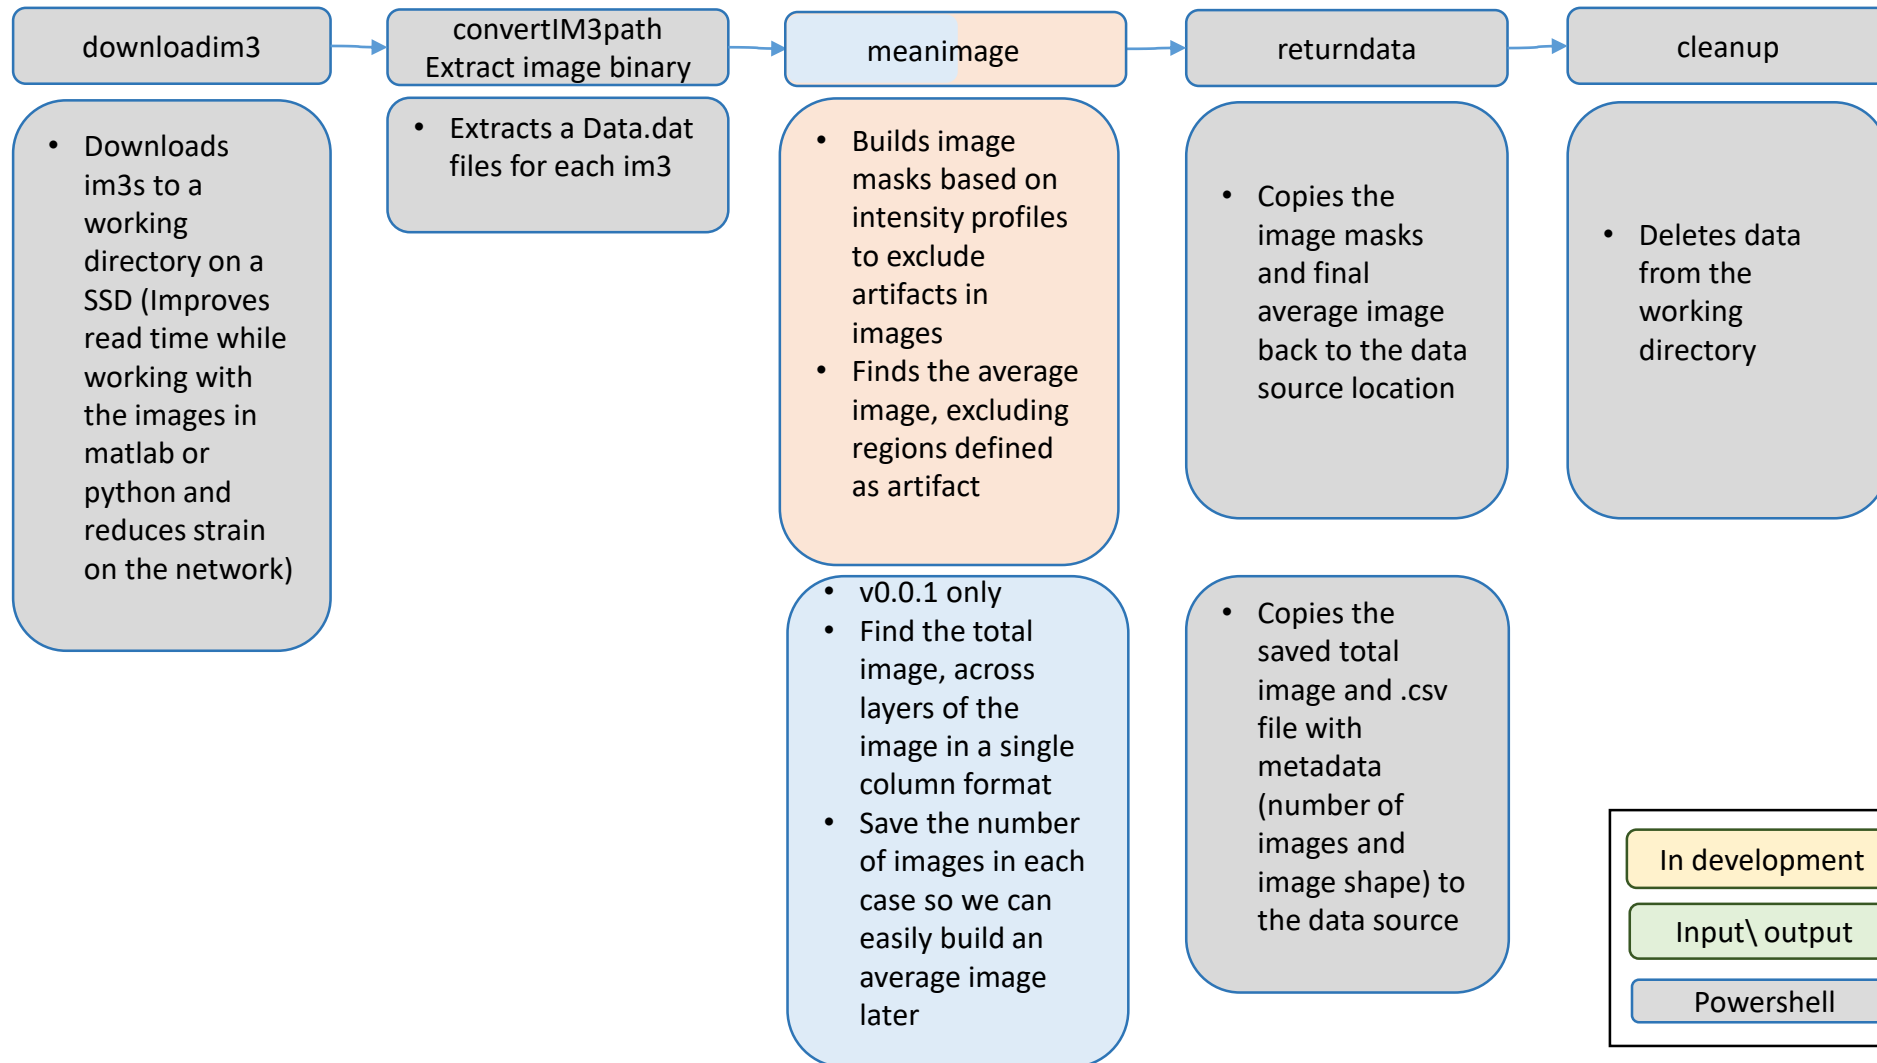 downloadim3
convertIM3path
Extract image binary
meanimage
returndata
cleanup
• Downloads
im3s to a
working
directory on a
SSD (Improves
read time while
working with
the images in
matlab or
python and
reduces strain
on the network)
• Extracts a Data.dat
files for each im3
• Builds image
masks based on
intensity profiles
to exclude
artifacts in
images
• Finds the average
image, excluding
regions defined
as artifact
• v0.0.1 only
• Find the total
image, across
layers of the
image in a single
column format
• Save the number
of images in each
case so we can
easily build an
average image
later
• Copies the
image masks
and final
average image
back to the data
source location
• Copies the
saved total
image and .csv
file with
metadata
(number of
images and
image shape) to
the data source
• Deletes data
from the
working
directory
In development
Input\ output
Powershell